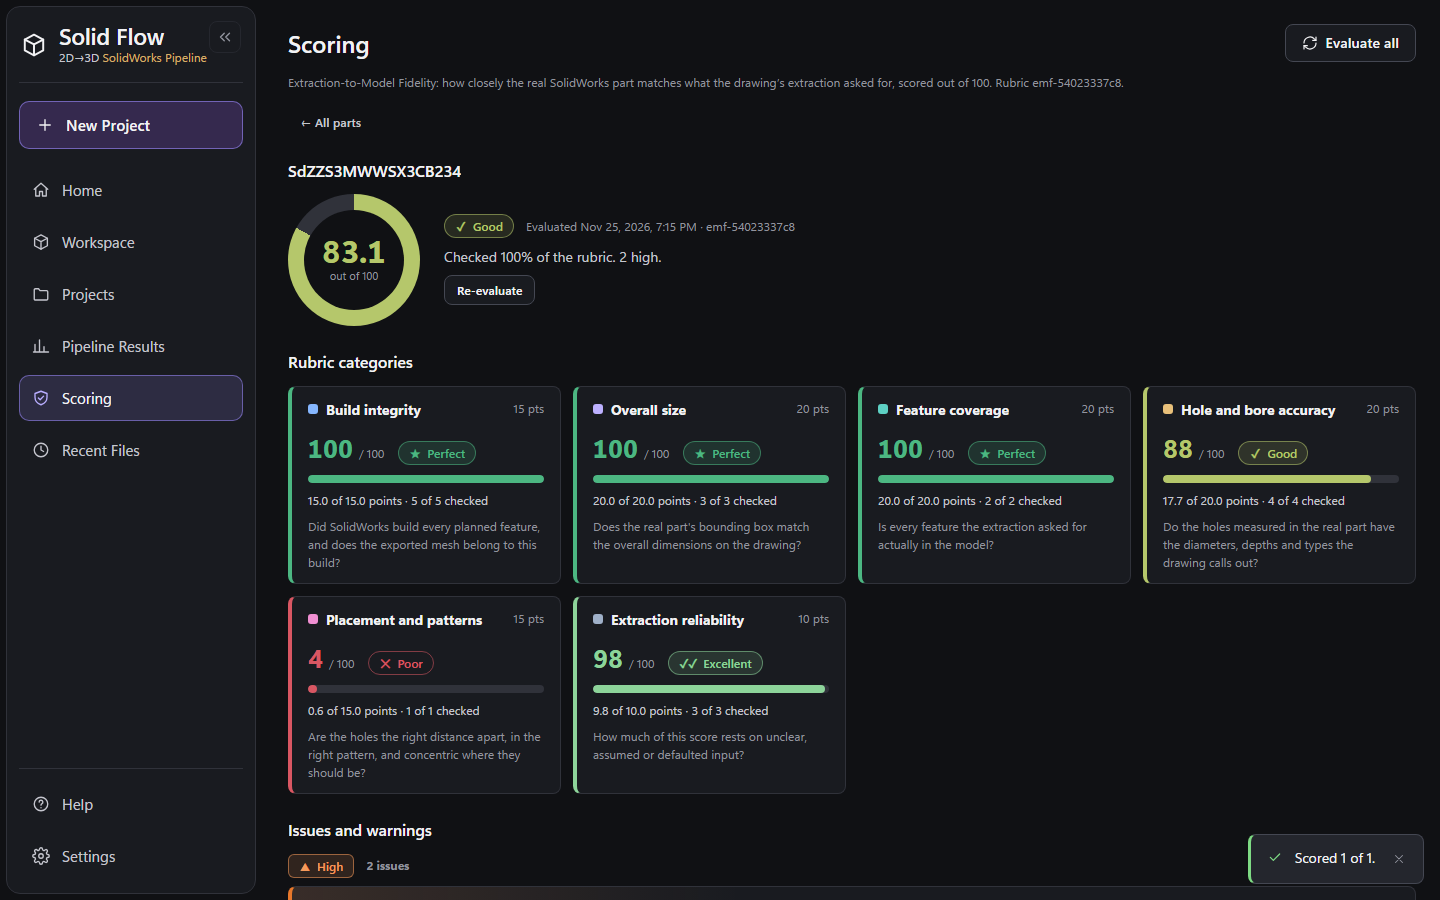 Solid Flow
2D→3D SolidWorks Pipeline
New Project
Home
Workspace
Projects
Pipeline Results
Scoring
Recent Files
Help
Settings
Scoring
Evaluate all
Extraction-to-Model Fidelity: how closely the real SolidWorks part matches what the drawing's extraction asked for, scored out of 100. Rubric emf-54023337c8.
← All parts
SdZZS3MWWSX3CB234
83.1
out of 100
Good
Evaluated Nov 25, 2026, 7:15 PM · emf-54023337c8
Checked 100% of the rubric. 2 high.
Re-evaluate
Rubric categories
Build integrity 15 pts
100 / 100 Perfect
15.0 of 15.0 points · 5 of 5 checked
Did SolidWorks build every planned feature,
and does the exported mesh belong to this
build?
Overall size 20 pts
100 / 100 Perfect
20.0 of 20.0 points · 3 of 3 checked
Does the real part's bounding box match
the overall dimensions on the drawing?
Feature coverage 20 pts
100 / 100 Perfect
20.0 of 20.0 points · 2 of 2 checked
Is every feature the extraction asked for
actually in the model?
Hole and bore accuracy 20 pts
88 / 100 Good
17.7 of 20.0 points · 4 of 4 checked
Do the holes measured in the real part have
the diameters, depths and types the
drawing calls out?
Placement and patterns 15 pts
4 / 100 Poor
0.6 of 15.0 points · 1 of 1 checked
Are the holes the right distance apart, in the
right pattern, and concentric where they
should be?
Extraction reliability 10 pts
98 / 100 Excellent
9.8 of 10.0 points · 3 of 3 checked
How much of this score rests on unclear,
assumed or defaulted input?
Issues and warnings
High 2 issues
Scored 1 of 1.